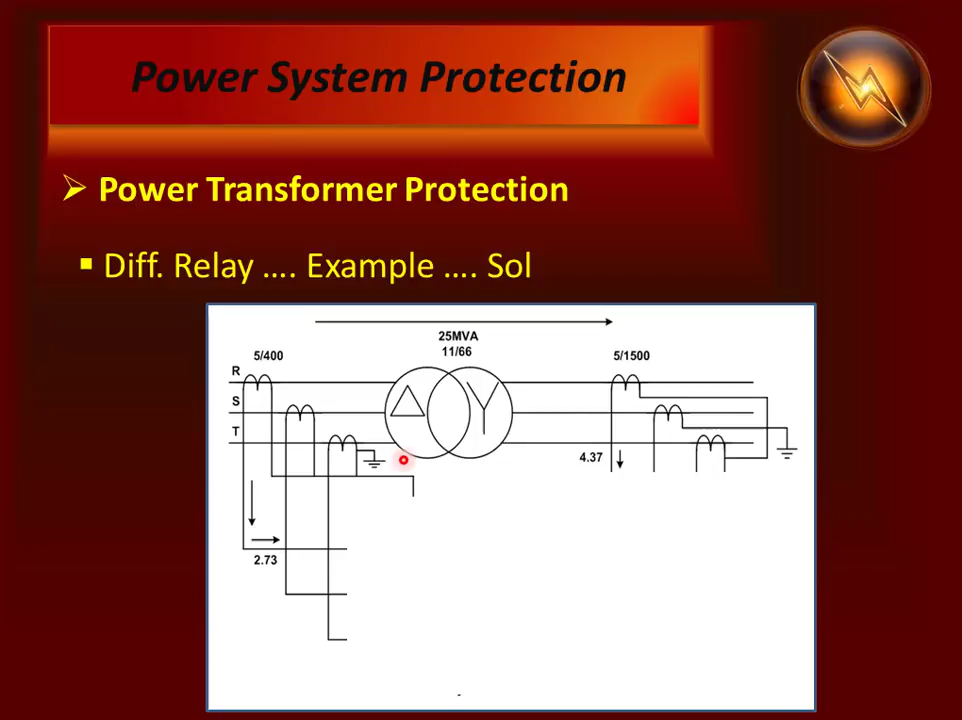 Power System Protection
Power Transformer Protection
Diff. Relay .... Example .... Sol
25MVA
11/66
5/400
5/1500
R
S
T
4.37
2.73